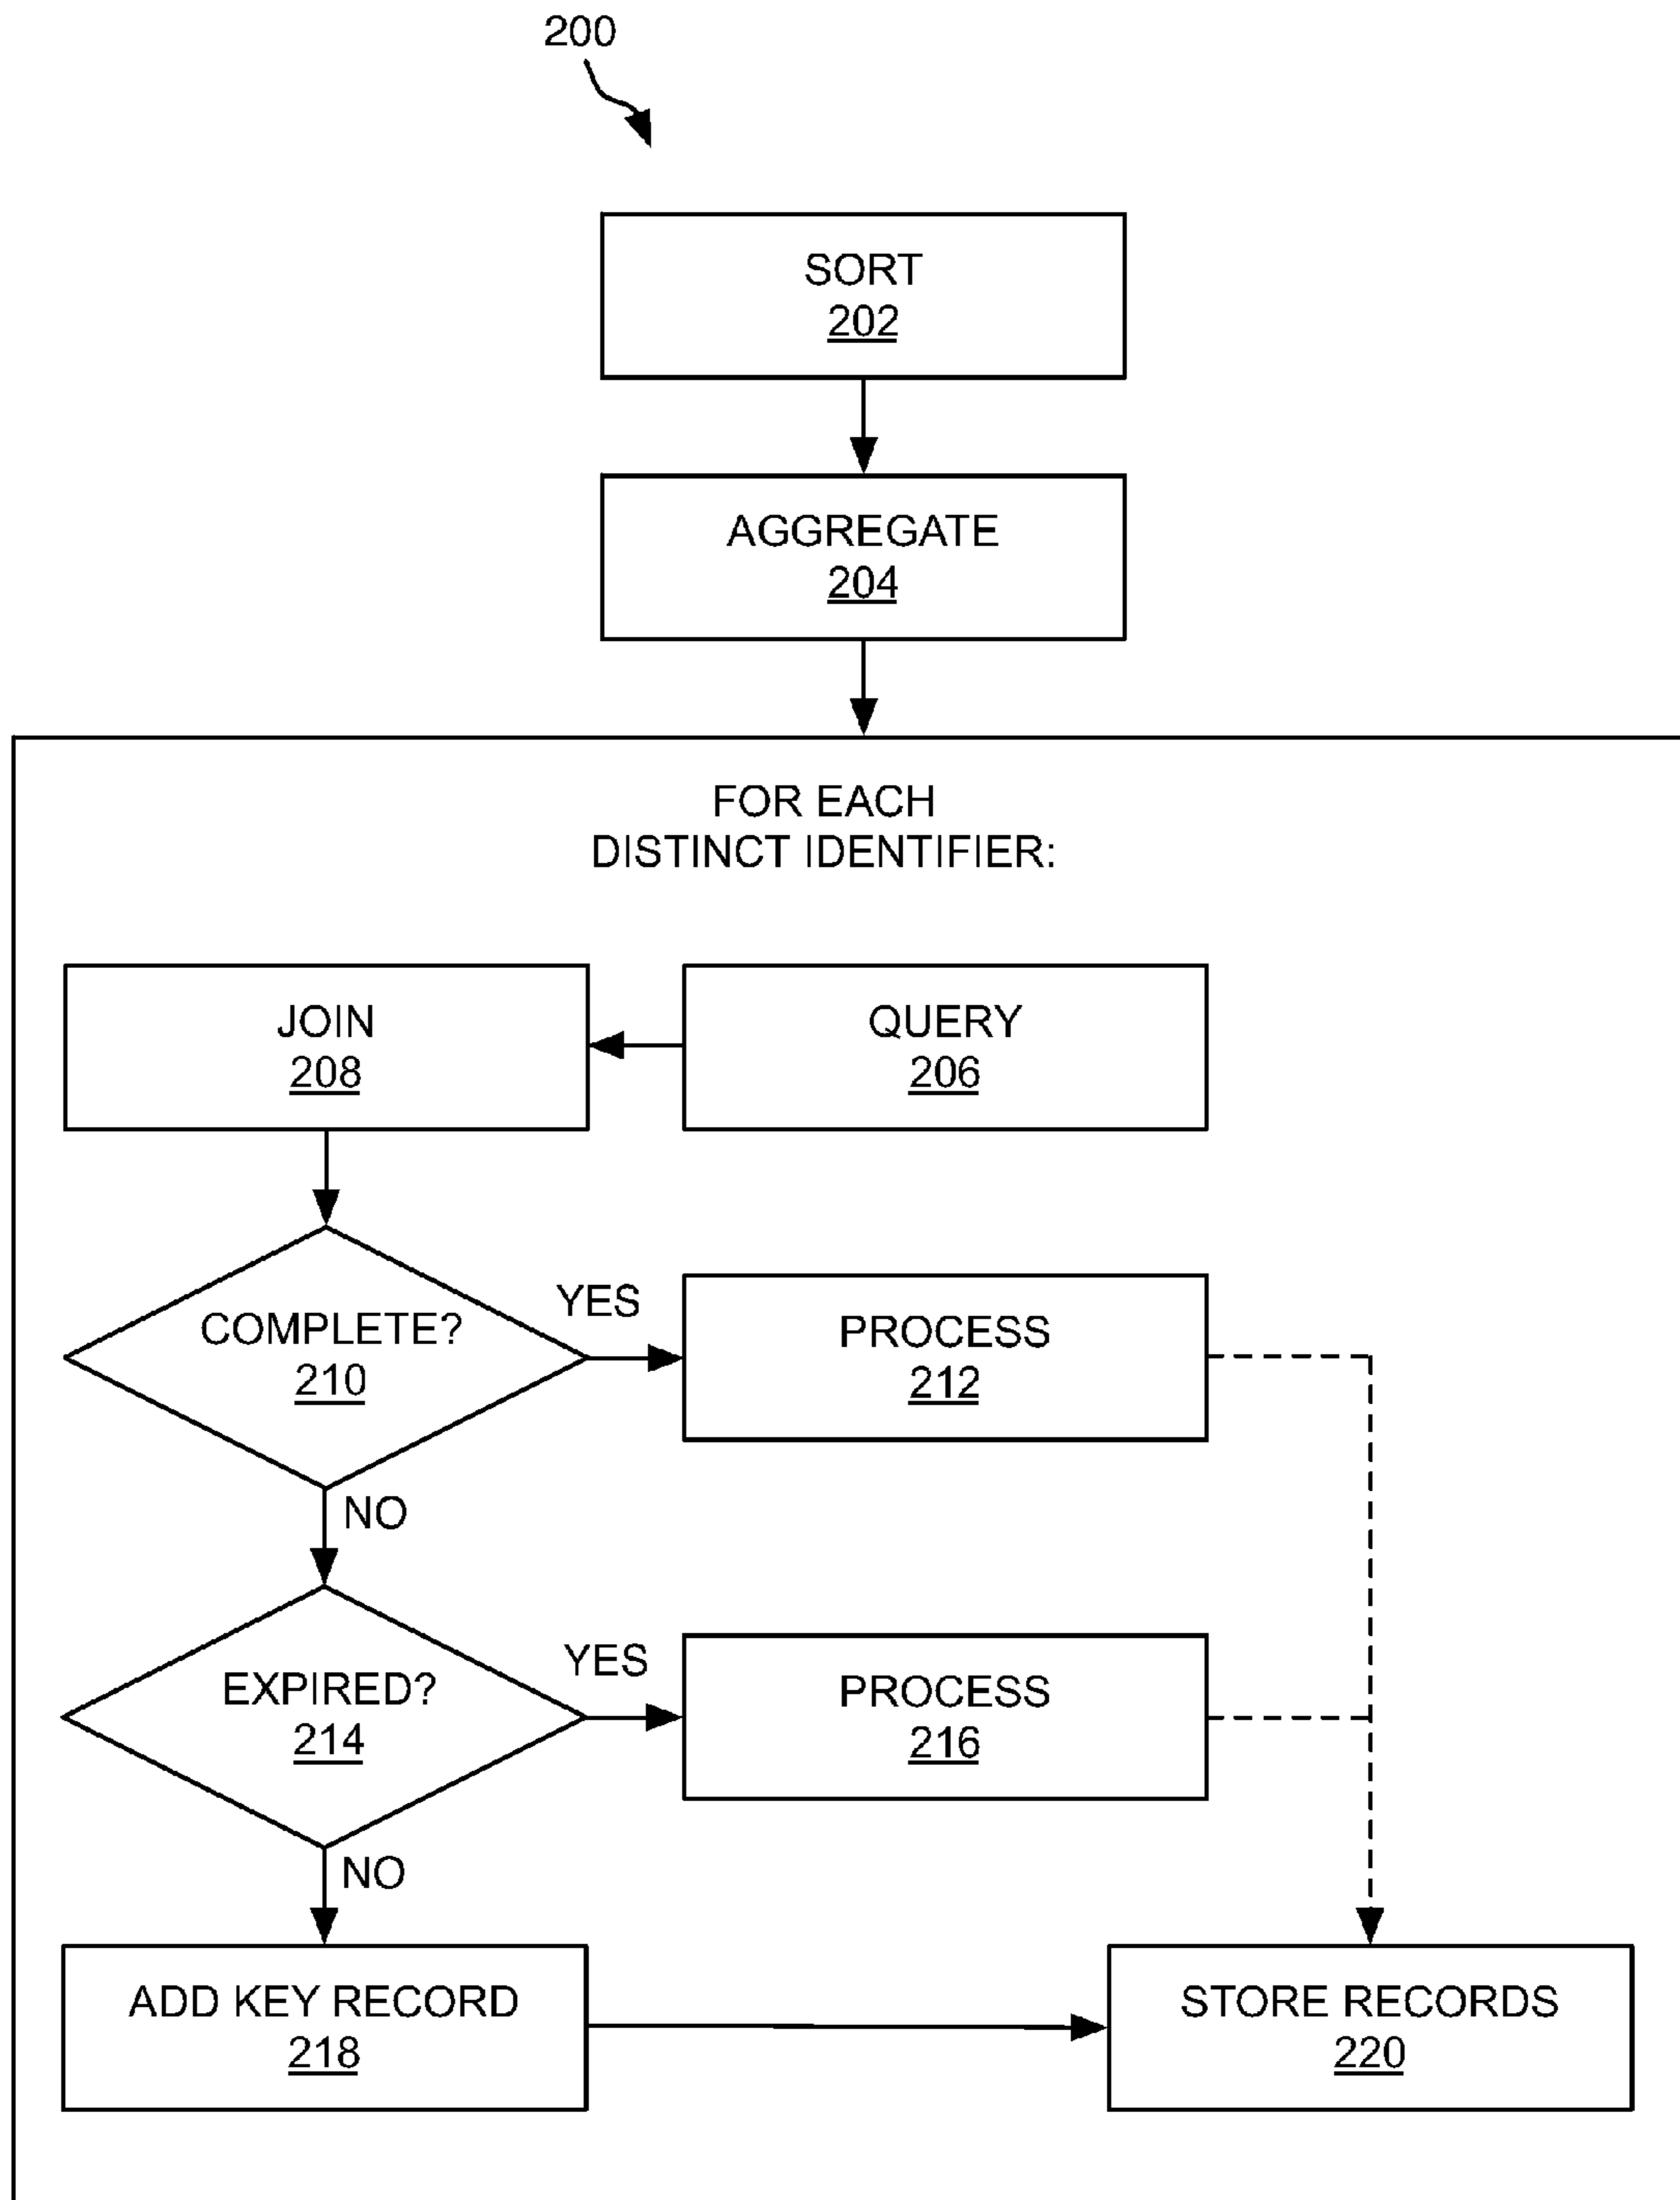 200
SORT
202
AGGREGATE
204
FOR EACH
DISTINCT IDENTIFIER:
JOIN
208
QUERY
206
COMPLETE?
210
YES
PROCESS
212
NO
EXPIRED?
214
YES
PROCESS
216
NO
ADD KEY RECORD
218
STORE RECORDS
220